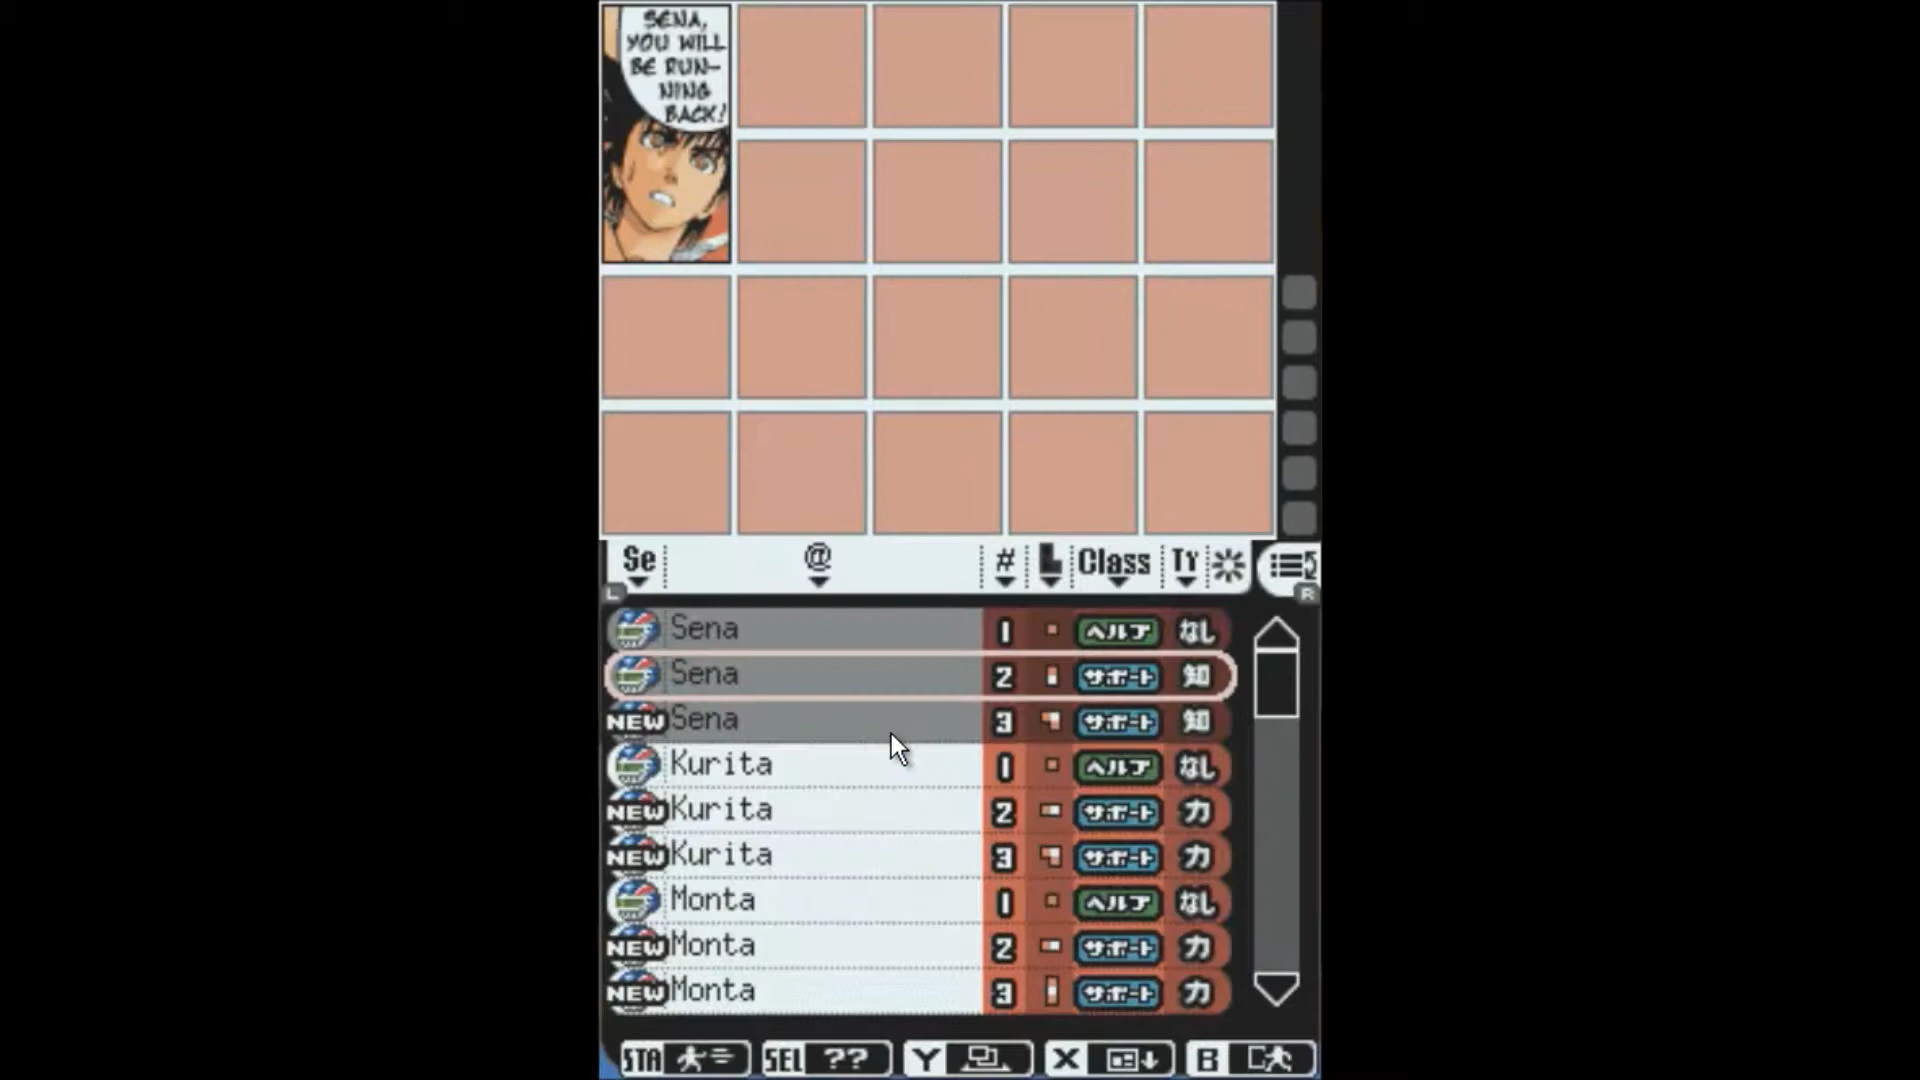 SENA,
YOU WILL
BE RUN-
NING
BACK!
Se @ # L Class Ty
L R
Sena 1 ヘルプ なし
Sena 2 サポート 知
NEW Sena 3 サポート 知
Kurita 1 ヘルプ なし
NEW Kurita 2 サポート 力
NEW Kurita 3 サポート 力
Monta 1 ヘルプ なし
NEW Monta 2 サポート 力
NEW Monta 3 サポート 力
STA SEL ?? Y X B